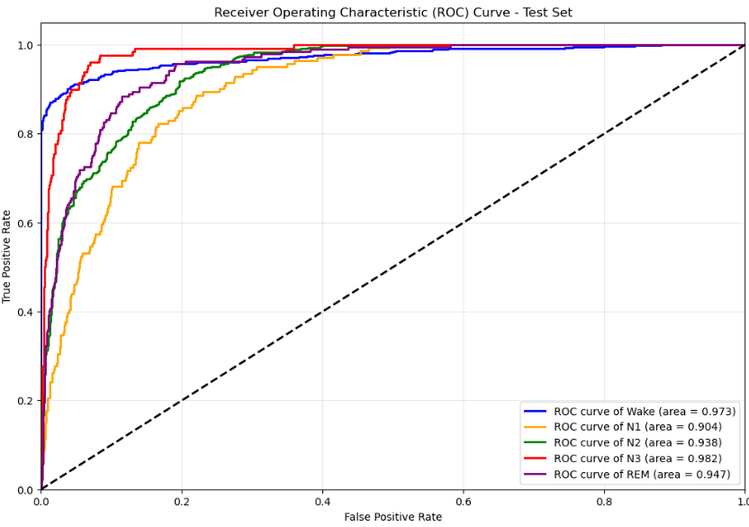 Receiver Operating Characteristic (ROC) Curve - Test Set
True Positive Rate
1.0
0.8
0.6
0.4
0.2
0.0
0.0
0.2
0.4
0.6
0.8
1.0
False Positive Rate
ROC curve of Wake (area = 0.973)
ROC curve of N1 (area = 0.904)
ROC curve of N2 (area = 0.938)
ROC curve of N3 (area = 0.982)
ROC curve of REM (area = 0.947)